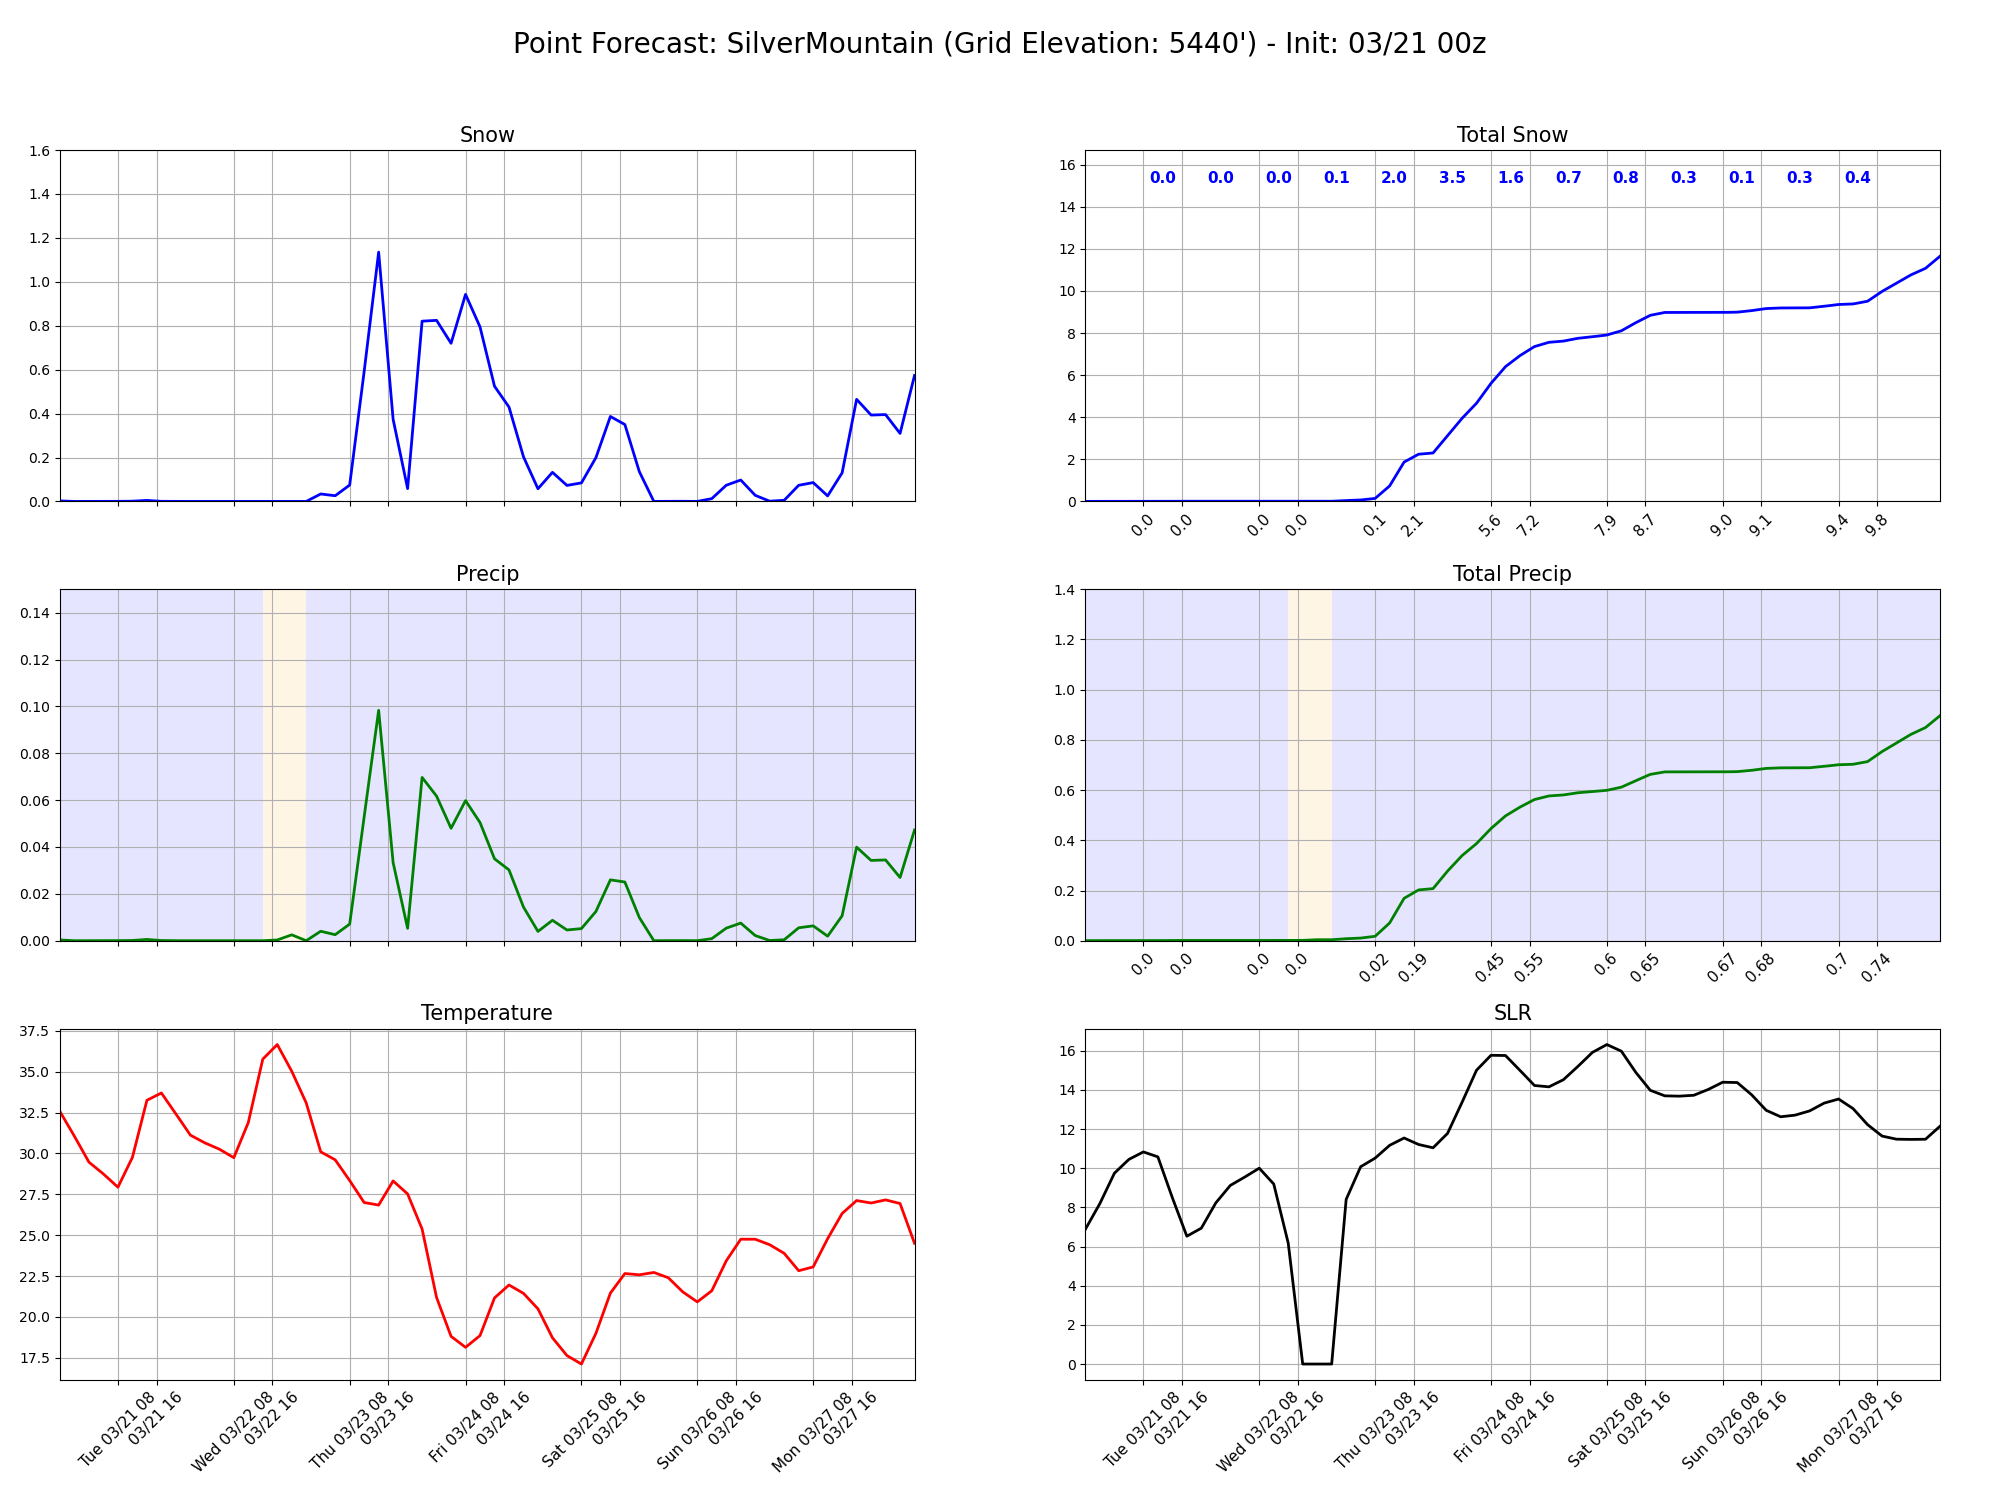 Point Forecast: SilverMountain (Grid Elevation: 5440') - Init: 03/21 00z
Snow
1.6
1.4
1.2
1.0
0.8
0.6
0.4
0.2
0.0
Total Snow
16
14
12
10
8
6
4
2
0
0.0 0.0 0.0 0.1 2.0 3.5 1.6 0.7 0.8 0.3 0.1 0.3 0.4
0.0 0.0 0.0 0.0 0.1 2.1 5.6 7.2 7.9 8.7 9.0 9.1 9.4 9.8
Precip
0.14
0.12
0.10
0.08
0.06
0.04
0.02
0.00
Total Precip
1.4
1.2
1.0
0.8
0.6
0.4
0.2
0.0
0.0 0.0 0.0 0.0 0.02 0.19 0.45 0.55 0.6 0.65 0.67 0.68 0.7 0.74
Temperature
37.5
35.0
32.5
30.0
27.5
25.0
22.5
20.0
17.5
Tue 03/21 08
03/21 16
Wed 03/22 08
03/22 16
Thu 03/23 08
03/23 16
Fri 03/24 08
03/24 16
Sat 03/25 08
03/25 16
Sun 03/26 08
03/26 16
Mon 03/27 08
03/27 16
SLR
16
14
12
10
8
6
4
2
0
Tue 03/21 08
03/21 16
Wed 03/22 08
03/22 16
Thu 03/23 08
03/23 16
Fri 03/24 08
03/24 16
Sat 03/25 08
03/25 16
Sun 03/26 08
03/26 16
Mon 03/27 08
03/27 16